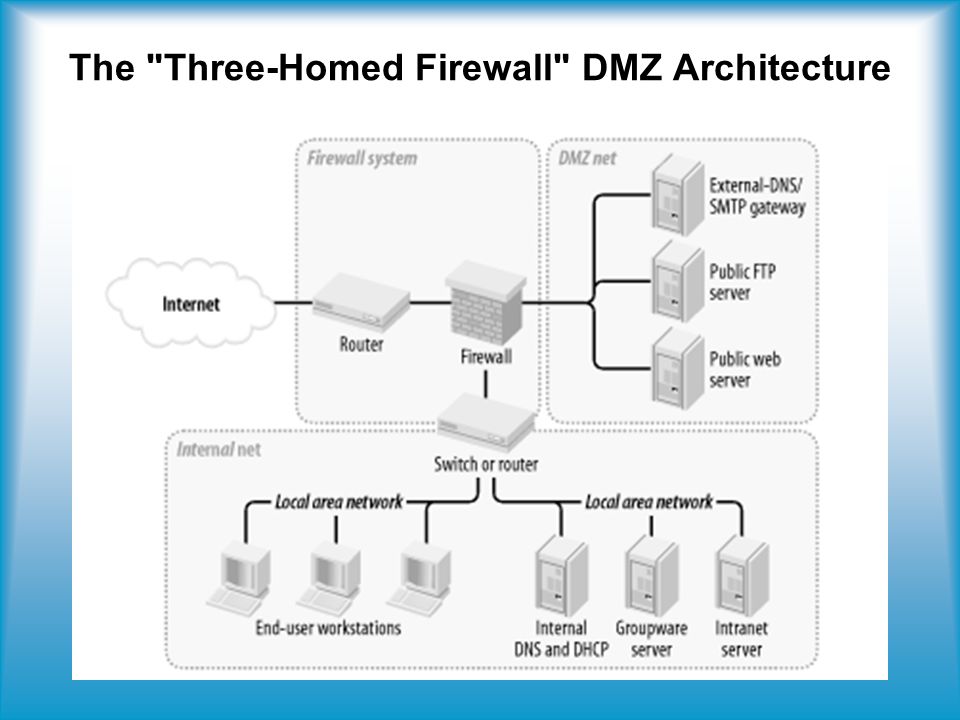 The "Three-Homed Firewall" DMZ Architecture
Firewall system
DMZ net
External-DNS/
SMTP gateway
Public FTP
server
Internet
Router
Firewall
Public web
server
Internal net
Switch or router
Local area network
Local area network
End-user workstations
Internal
DNS and DHCP
Groupware
server
Intranet
server